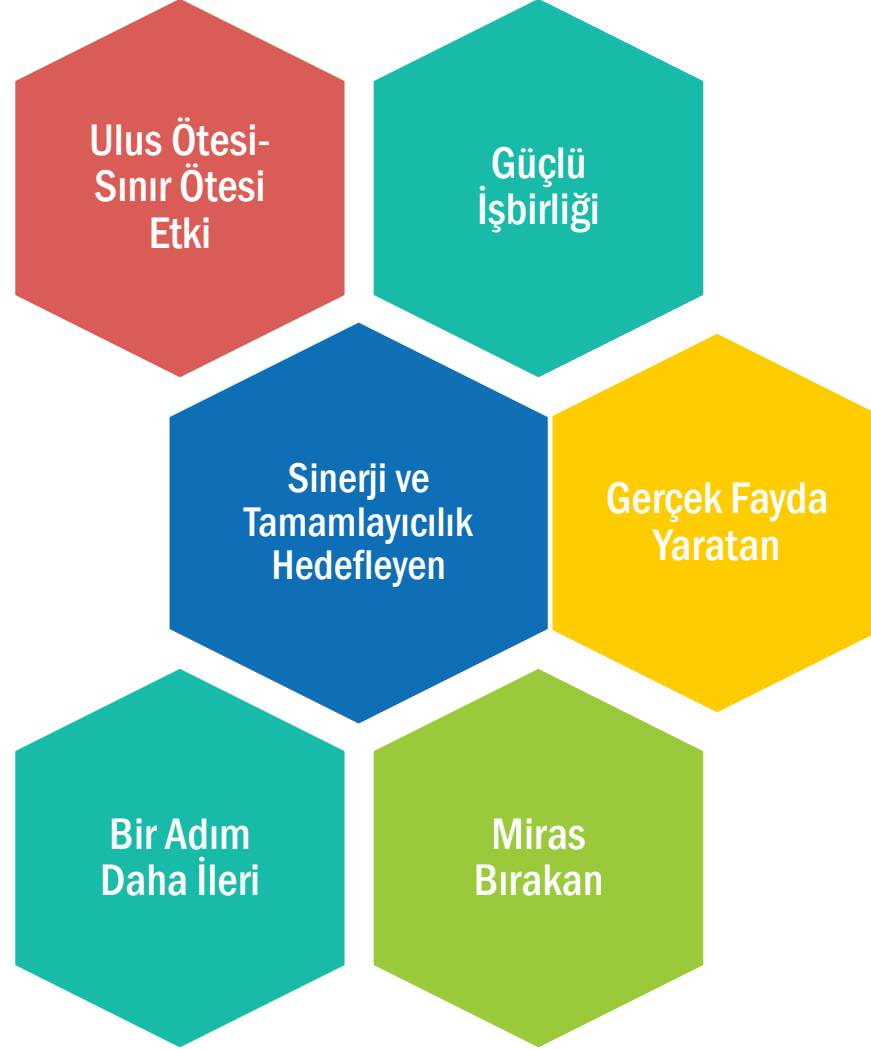 Ulus Ötesi-
Sınır Ötesi
Etki
Güçlü
İşbirliği
Sinerji ve
Tamamlayıcılık
Hedefleyen
Gerçek Fayda
Yaratan
Bir Adım
Daha İleri
Miras
Bırakan